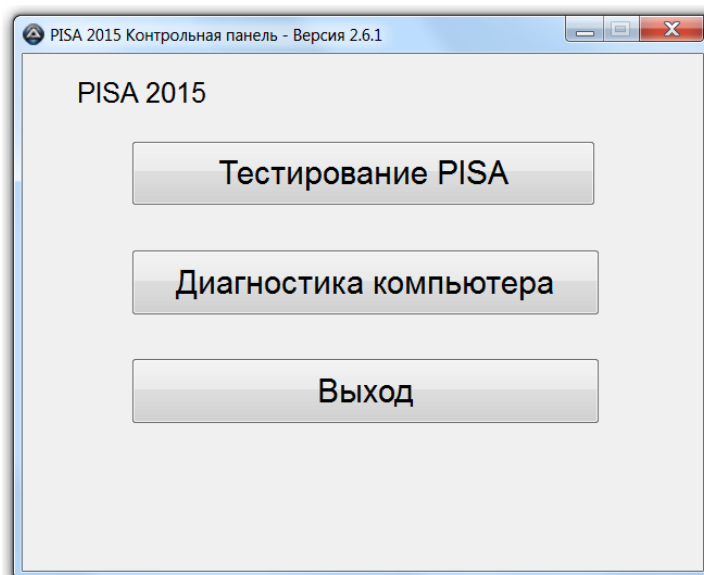 PISA 2015 Контрольная панель - Версия 2.6.1
PISA 2015
Тестирование PISA
Диагностика компьютера
Выход